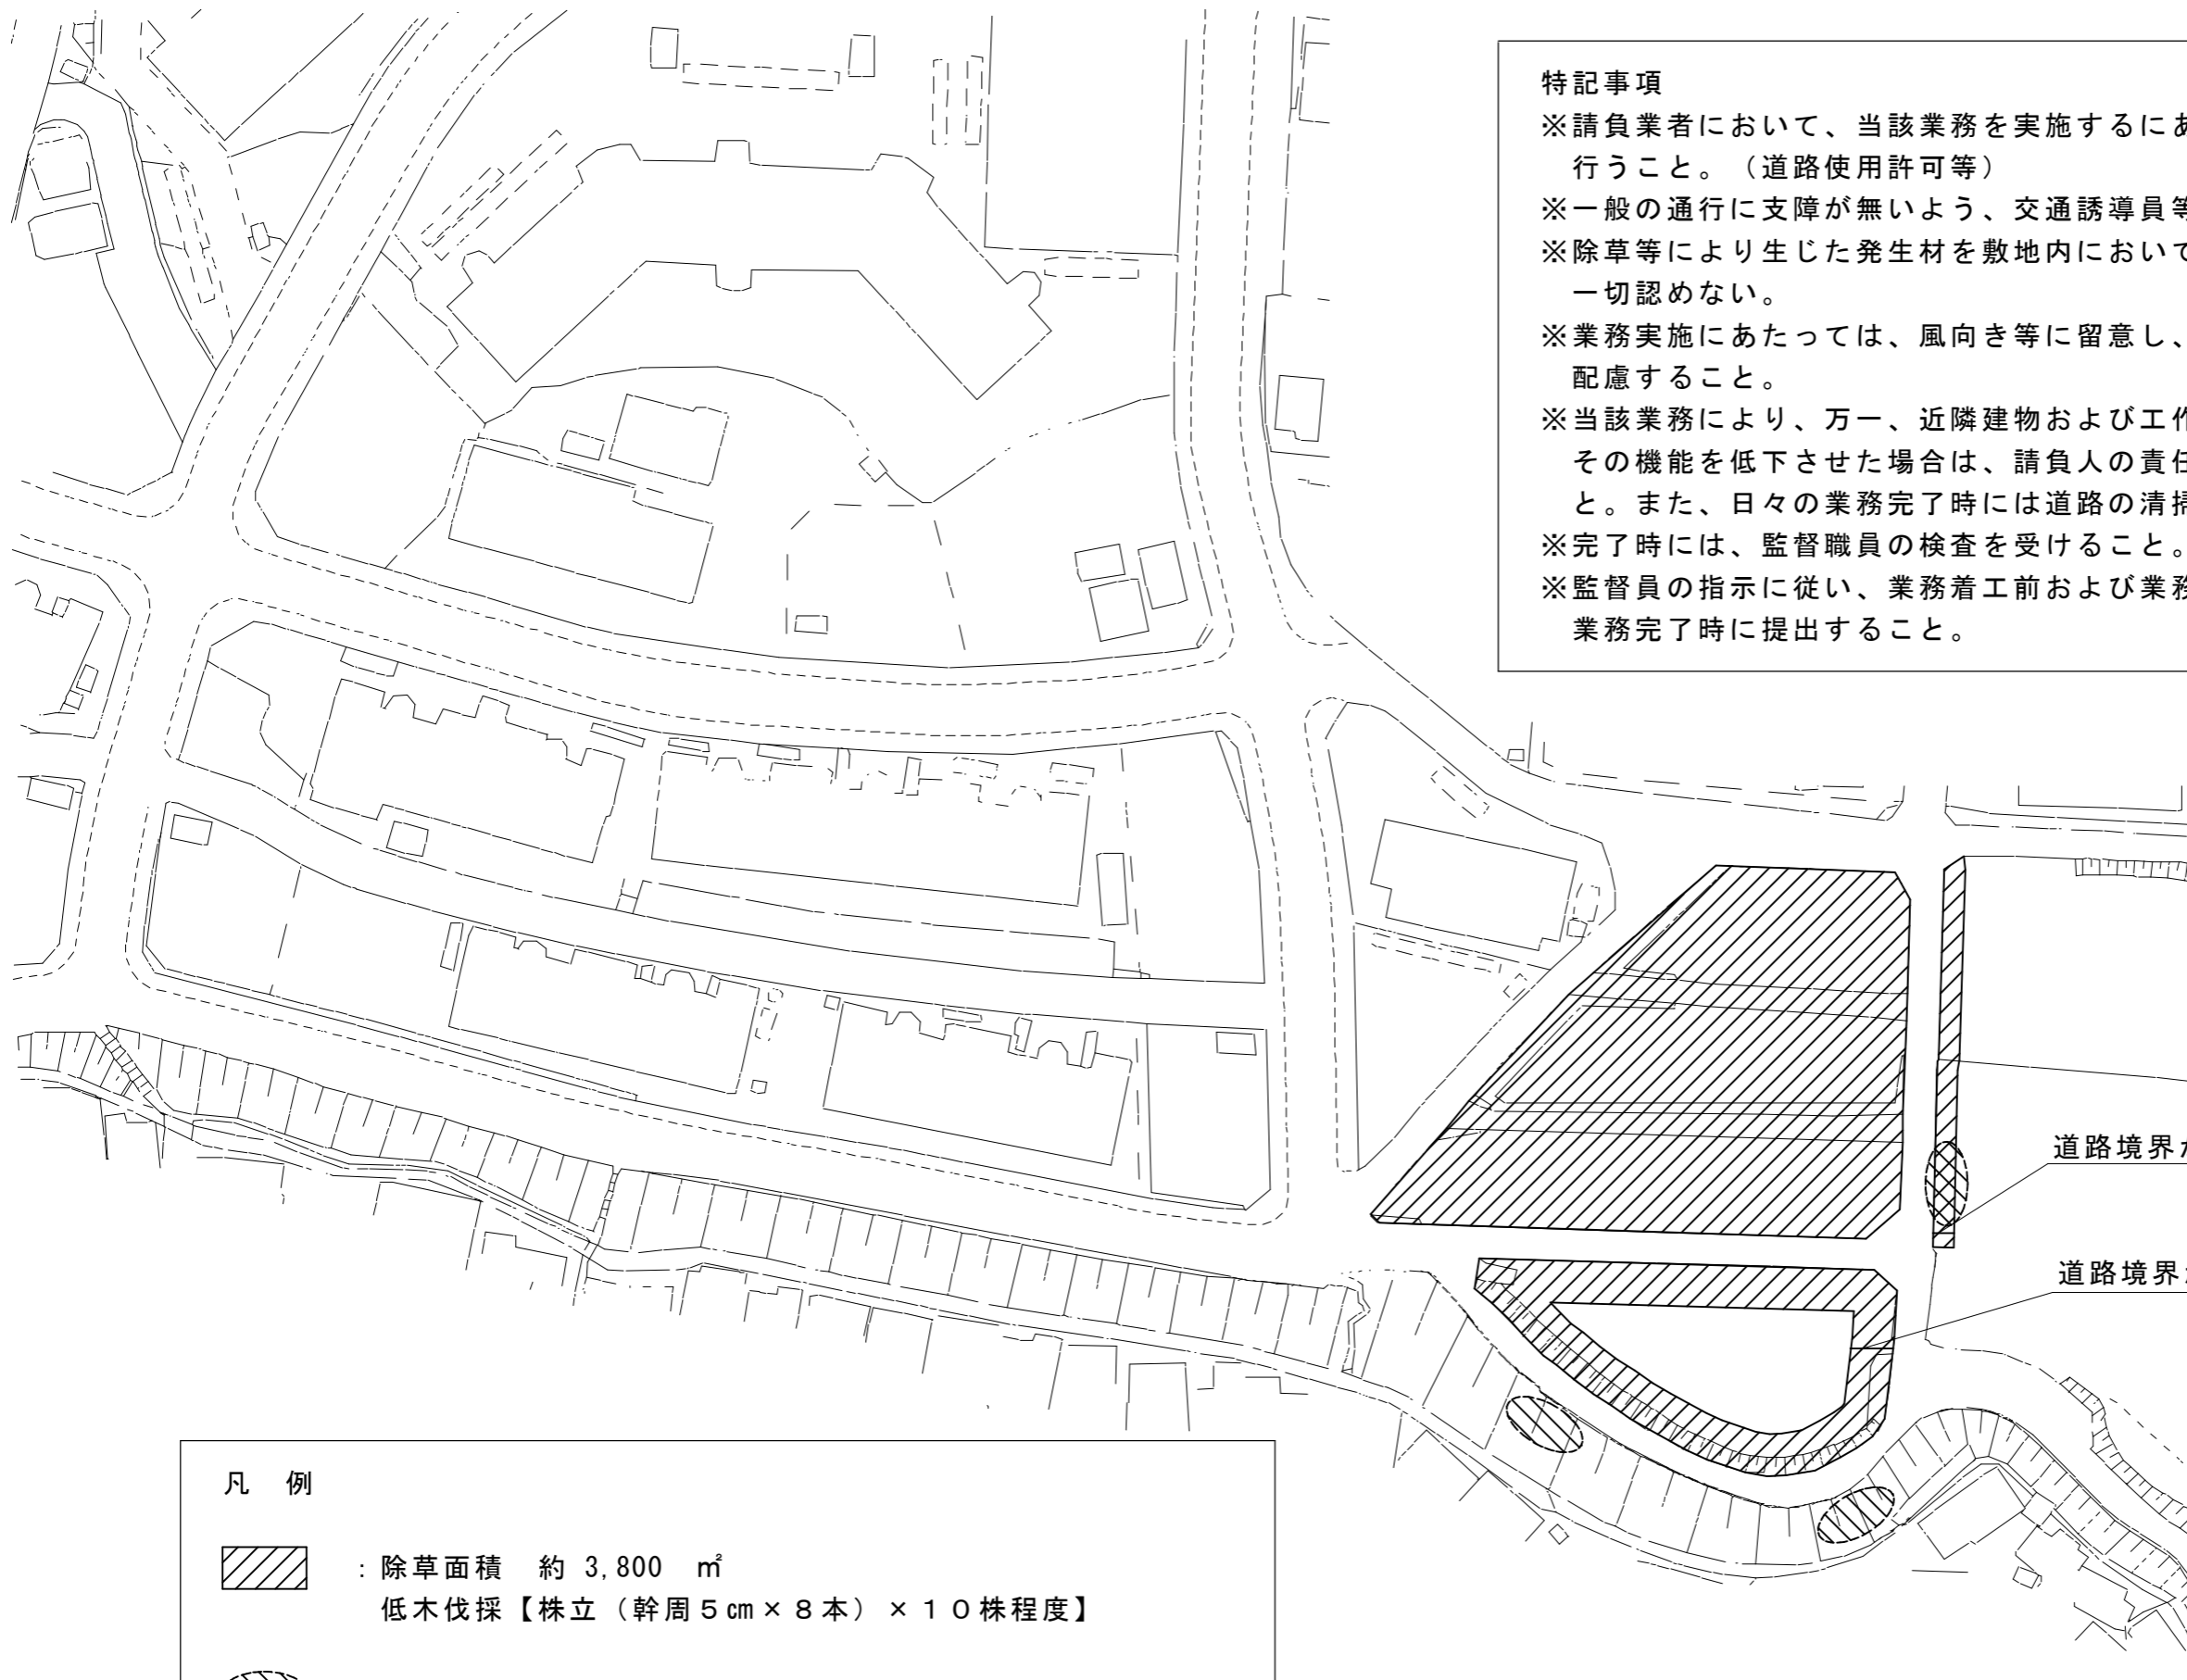 特記事項
※請負業者において、当該業務を実施するにあ
行うこと。（道路使用許可等）
※一般の通行に支障が無いよう、交通誘導員等
※除草等により生じた発生材を敷地内において
一切認めない。
※業務実施にあたっては、風向き等に留意し、
配慮すること。
※当該業務により、万一、近隣建物および工作
その機能を低下させた場合は、請負人の責任
と。また、日々の業務完了時には道路の清掃
※完了時には、監督職員の検査を受けること。
※監督員の指示に従い、業務着工前および業務
業務完了時に提出すること。
道路境界か
道路境界
凡　例
：除草面積　約 3,800　㎡
低木伐採【株立（幹周５㎝×８本）×１０株程度】